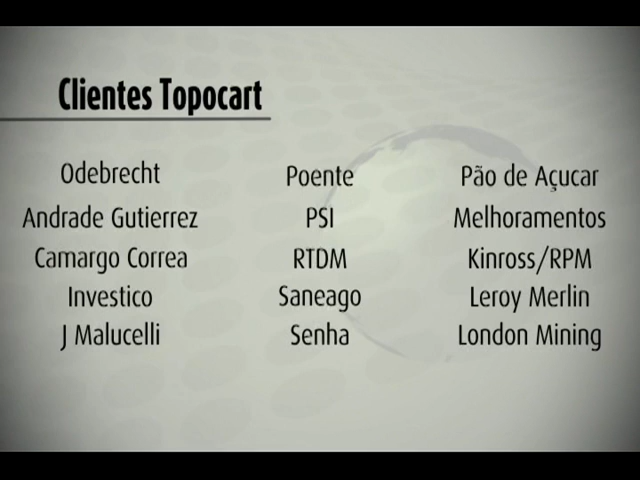 Clientes Topocart
Odebrecht
Andrade Gutierrez
Camargo Correa
Investico
J Malucelli
Poente
PSI
RTDM
Saneago
Senha
Pão de Açucar
Melhoramentos
Kinross/RPM
Leroy Merlin
London Mining